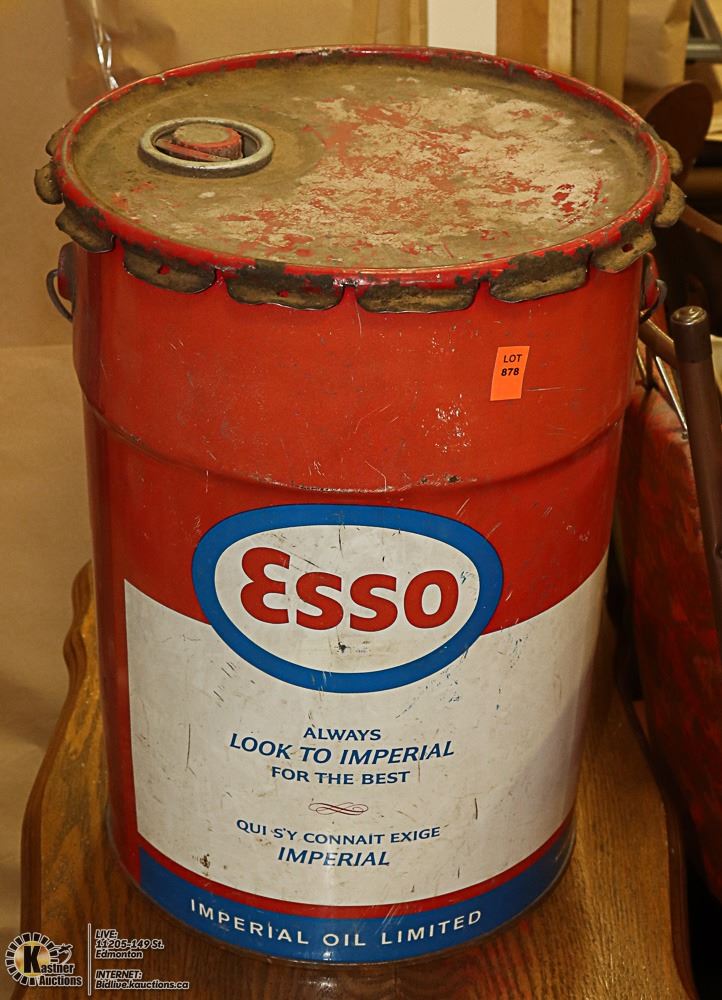 LOT
878
Esso
ALWAYS
LOOK TO IMPERIAL
FOR THE BEST
QUI S'Y CONNAÎT EXIGE
IMPERIAL
IMPERIAL OIL LIMITED
Kastner
Auctions
LIVE:
11205-149 St.
Edmonton
INTERNET:
Bidlive.kauctions.ca